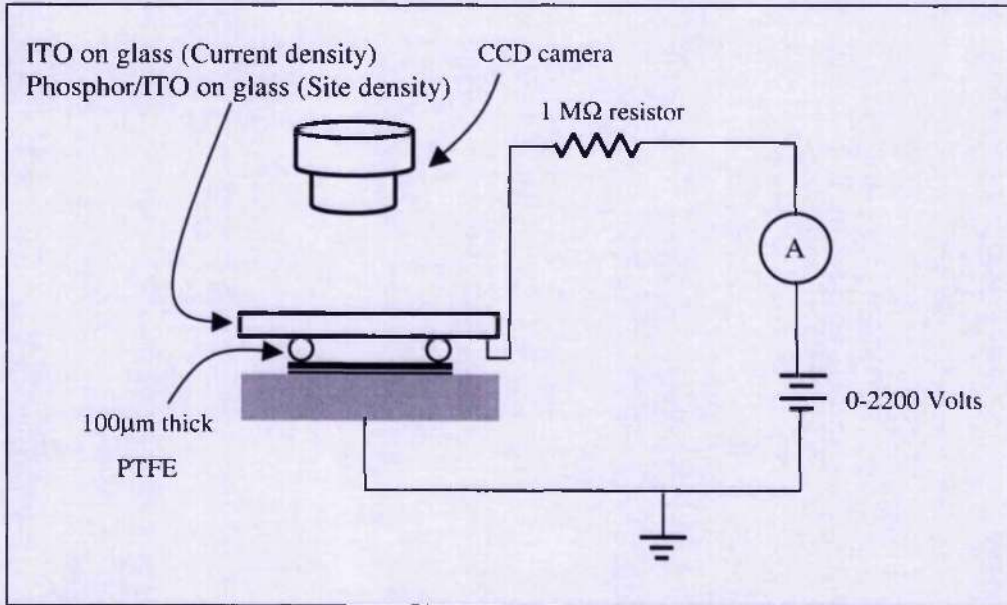 ITO on glass (Current density)
Phosphor/ITO on glass (Site density)
CCD camera
1 MΩ resistor
A
0-2200 Volts
100μm thick
PTFE